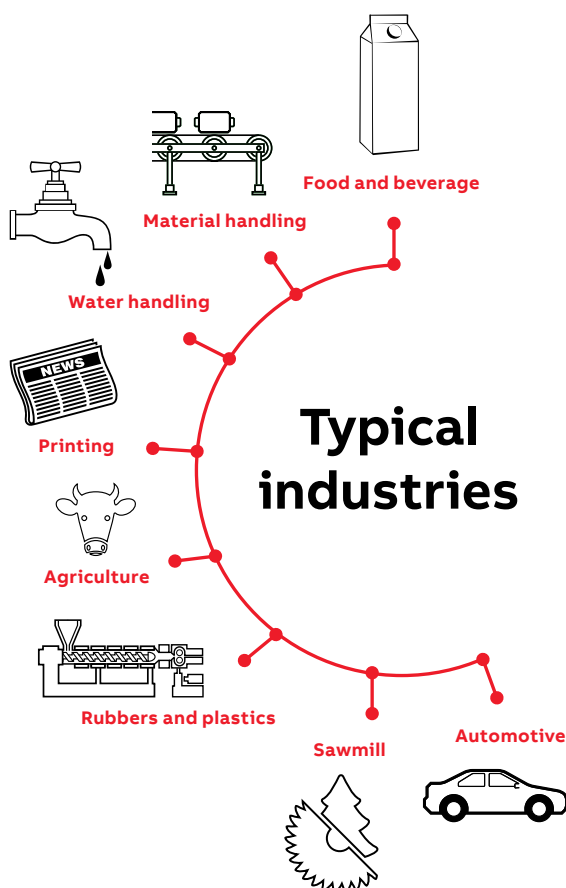 Food and beverage
Material handling
Water handling
NEWS
Printing
Typical
industries
Agriculture
Rubbers and plastics
Sawmill
Automotive